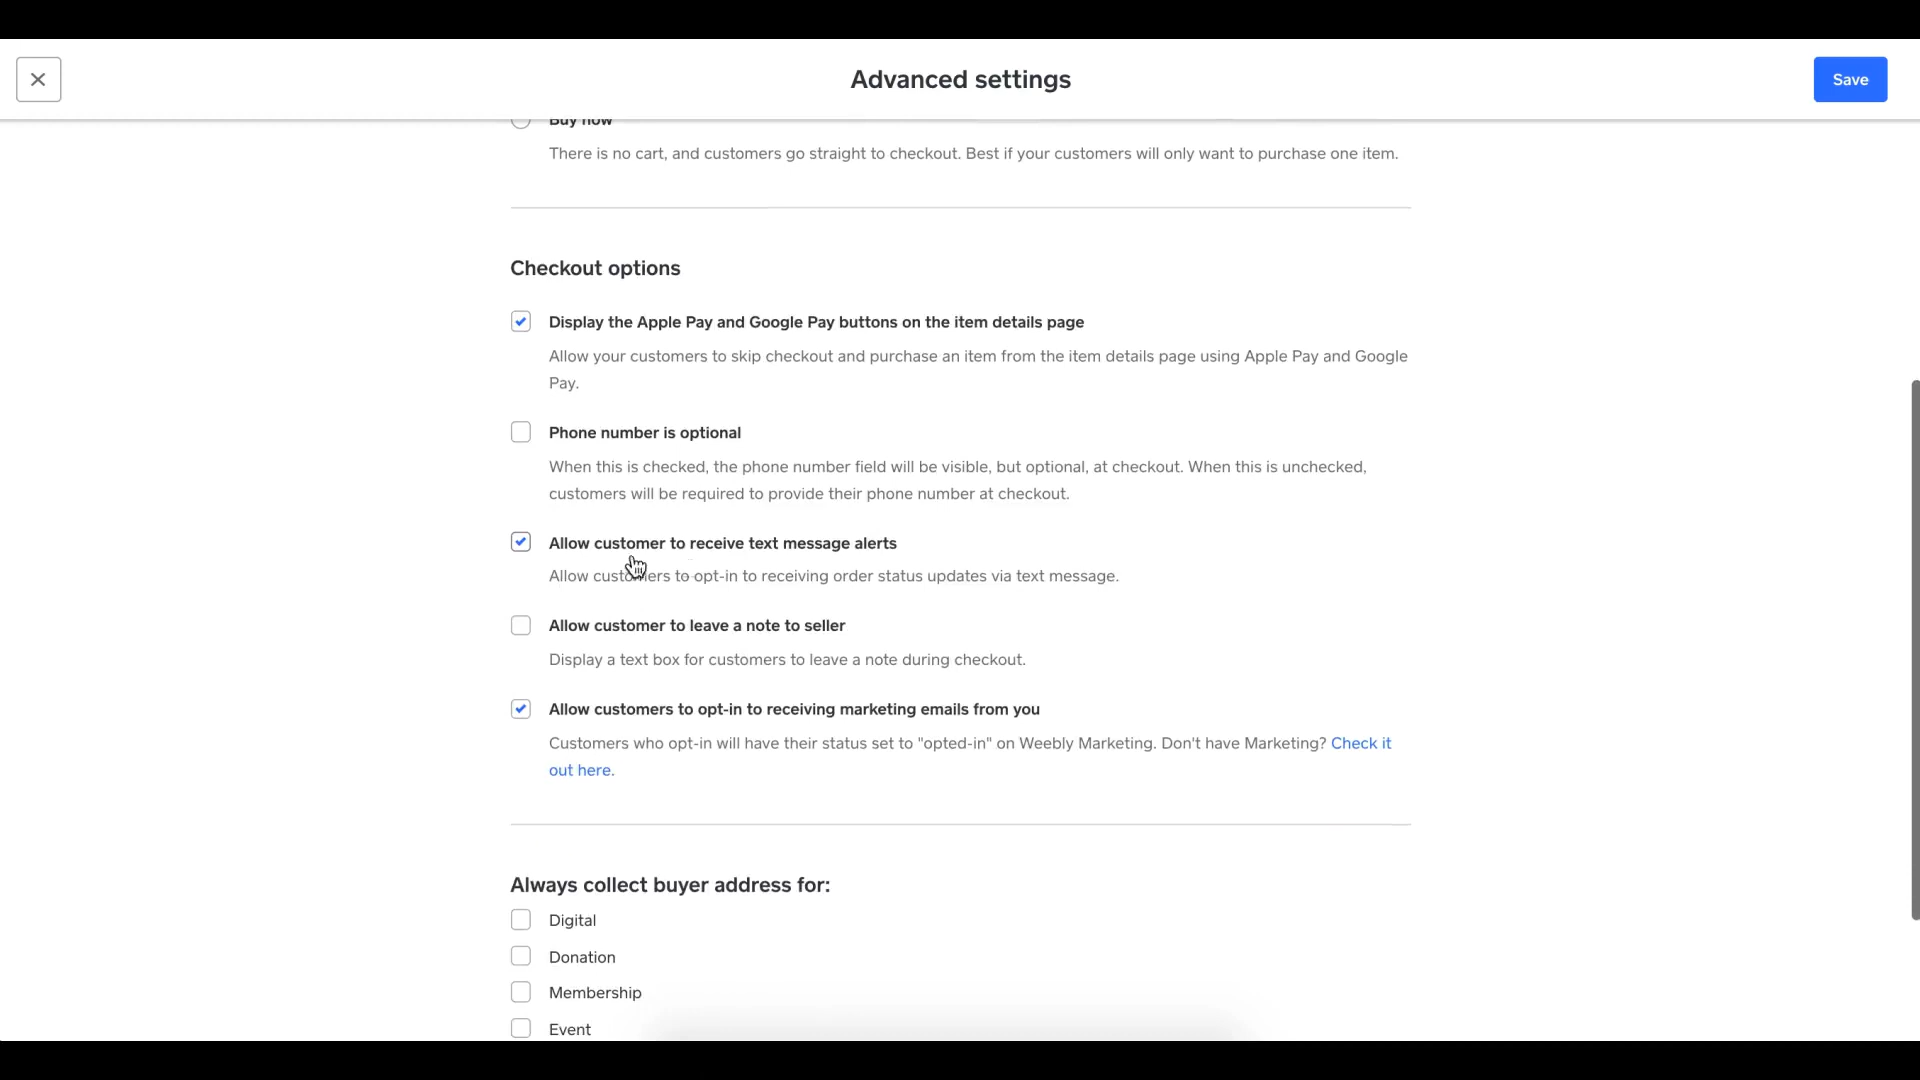 Advanced settings
Save
Buy now
There is no cart, and customers go straight to checkout. Best if your customers will only want to purchase one item.
Checkout options
Display the Apple Pay and Google Pay buttons on the item details page
Allow your customers to skip checkout and purchase an item from the item details page using Apple Pay and Google
Pay.
Phone number is optional
When this is checked, the phone number field will be visible, but optional, at checkout. When this is unchecked,
customers will be required to provide their phone number at checkout.
Allow customer to receive text message alerts
Allow customers to opt-in to receiving order status updates via text message.
Allow customer to leave a note to seller
Display a text box for customers to leave a note during checkout.
Allow customers to opt-in to receiving marketing emails from you
Customers who opt-in will have their status set to "opted-in" on Weebly Marketing. Don't have Marketing? Check it
out here.
Always collect buyer address for:
Digital
Donation
Membership
Event